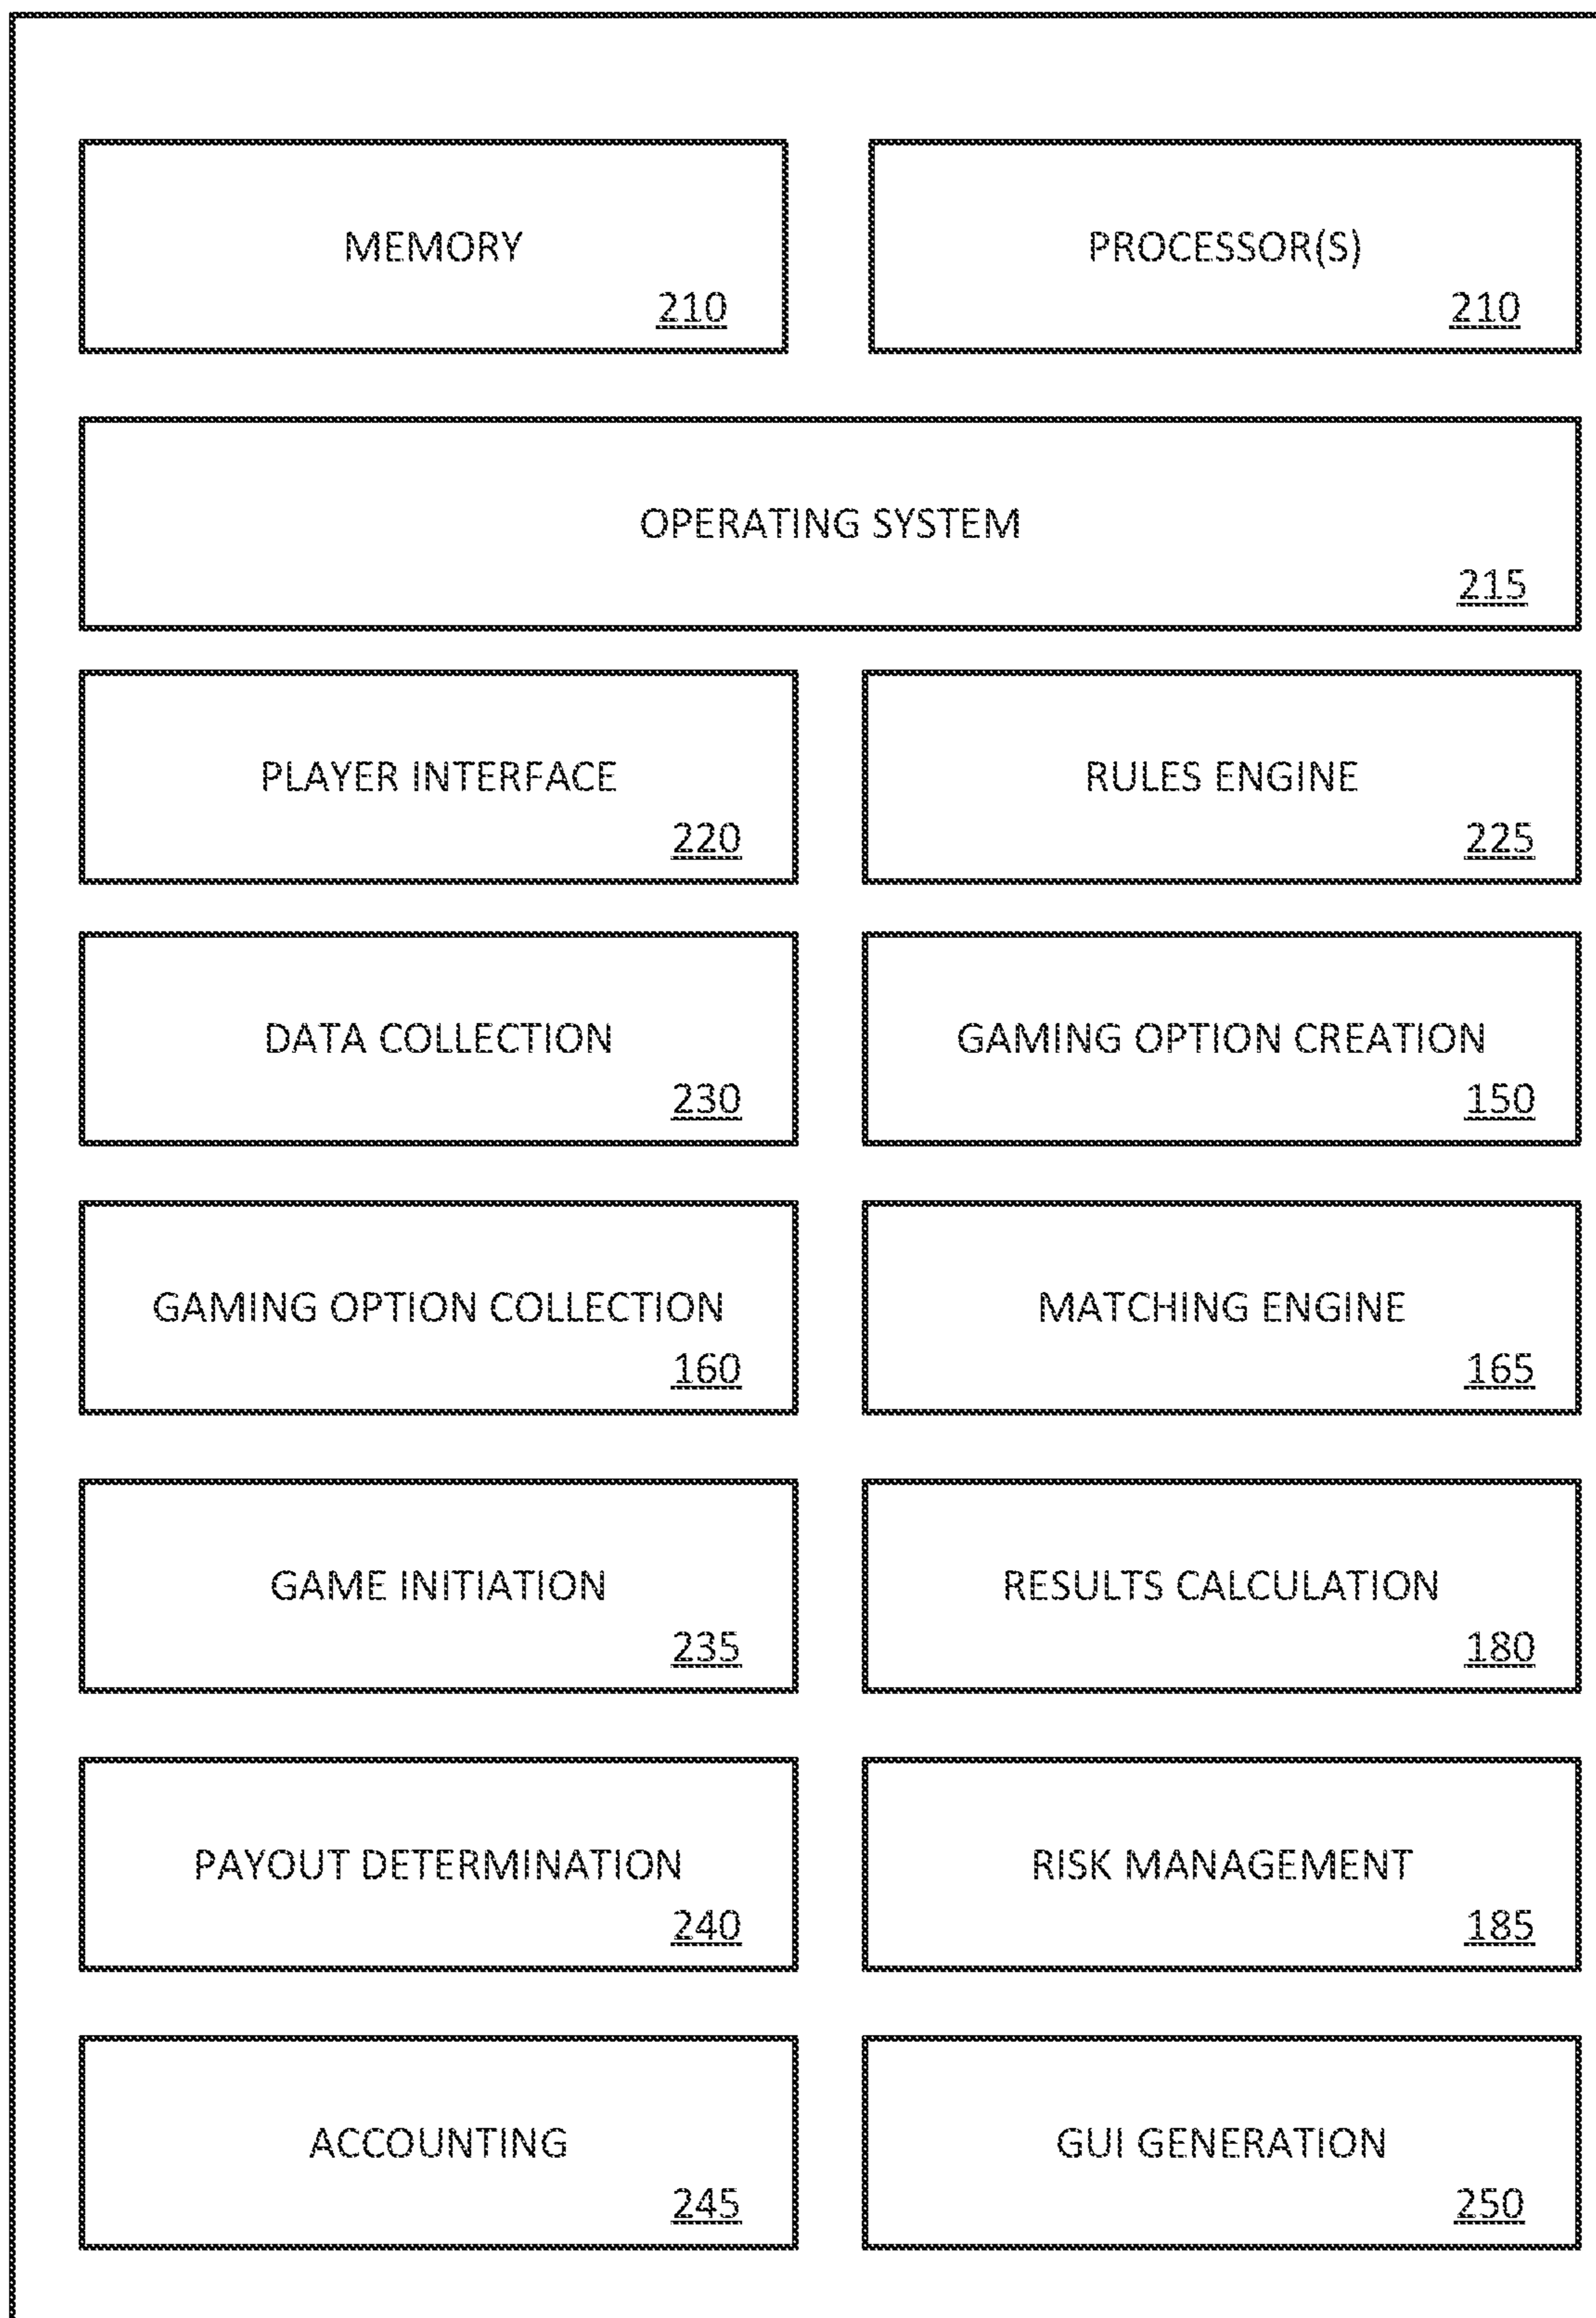 MEMORY
210
PROCESSOR(S)
210
OPERATING SYSTEM
215
PLAYER INTERFACE
220
RULES ENGINE
225
DATA COLLECTION
230
GAMING OPTION CREATION
150
GAMING OPTION COLLECTION
160
MATCHING ENGINE
165
GAME INITIATION
235
RESULTS CALCULATION
180
PAYOUT DETERMINATION
240
RISK MANAGEMENT
185
ACCOUNTING
245
GUI GENERATION
250